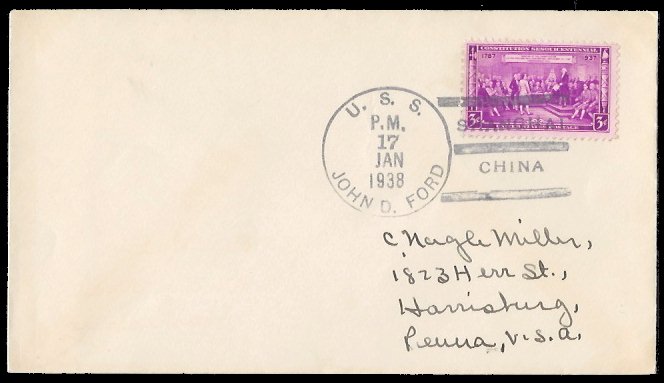 CONSTITUTION SESQUICENTENNIAL
1787 1937
3¢ 3¢
U. S. S.
P.M.
17
JAN
1938
JOHN D. FORD
SHANGHAI
CHINA
C Nagle Miller,
1823 Herr St.,
Harrisburg,
Penna, U.S.A.